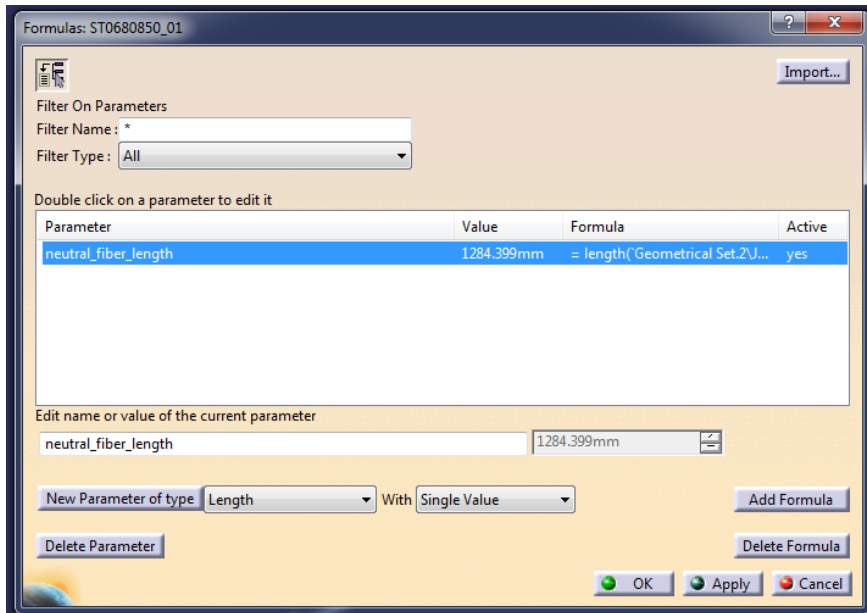 Formulas: ST0680850_01
Import...
Filter On Parameters
Filter Name : *
Filter Type : All
Double click on a parameter to edit it
Parameter Value Formula Active
neutral_fiber_length 1284.399mm = length(`Geometrical Set.2\J... yes
Edit name or value of the current parameter
neutral_fiber_length 1284.399mm
New Parameter of type Length With Single Value Add Formula
Delete Parameter Delete Formula
OK Apply Cancel